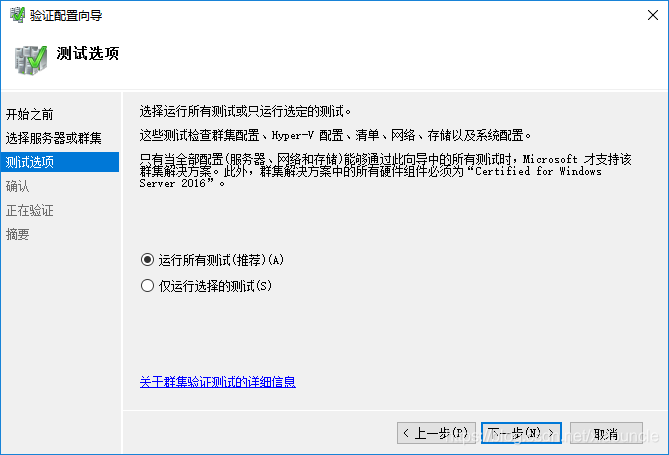 验证配置向导
测试选项
开始之前
选择服务器或群集
测试选项
确认
正在验证
摘要
选择运行所有测试或只运行选定的测试。
这些测试检查群集配置、Hyper-V 配置、清单、网络、存储以及系统配置。
只有当全部配置(服务器、网络和存储)能够通过此向导中的所有测试时，Microsoft 才支持该
群集解决方案。此外，群集解决方案中的所有硬件组件必须为“Certified for Windows
Server 2016”。
运行所有测试(推荐)(A)
仅运行选择的测试(S)
关于群集验证测试的详细信息
< 上一步(P)
下一步(N) >
取消